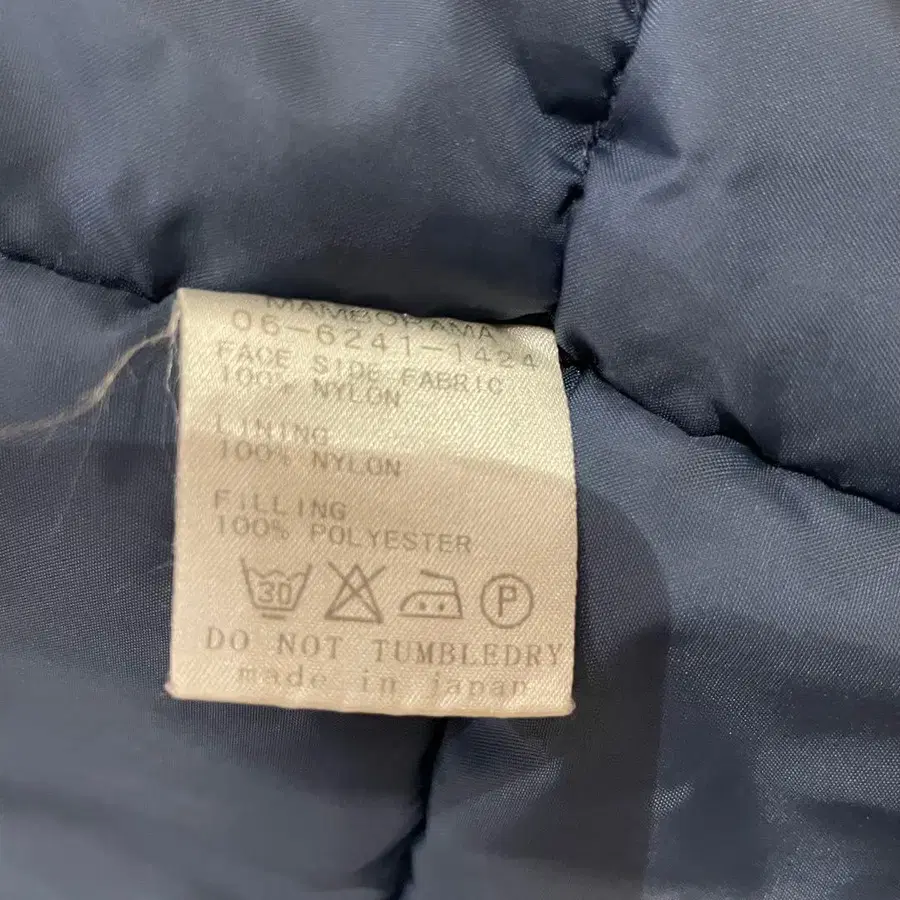 MAMBORAMA
06-6241-1424
FACE SIDE FABRIC
100% NYLON
LINING
100% NYLON
FILLING
100% POLYESTER
30 P
DO NOT TUMBLEDRY
made in japan